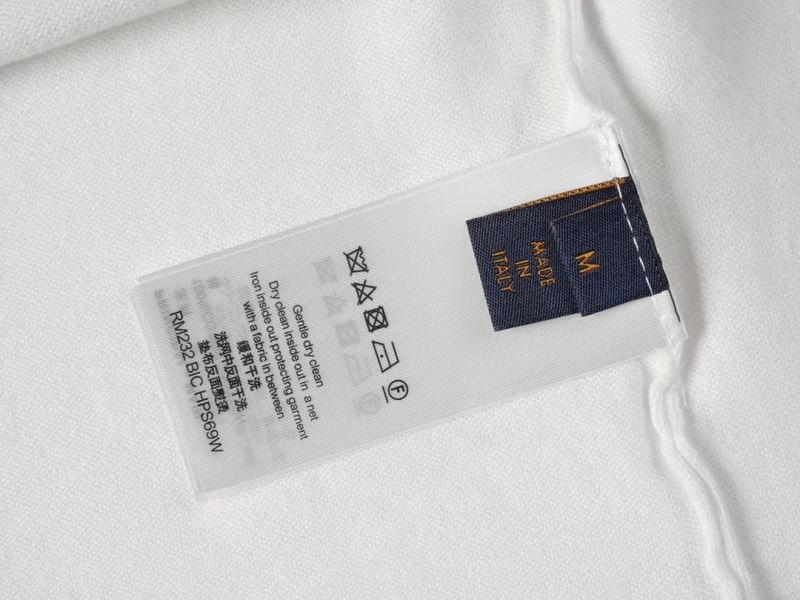 M
MADE
IN
ITALY
F
Gentle dry clean
Dry clean inside out in a net
Iron inside out protecting garment
with a fabric in between
缓和干洗
洗网中反面干洗
垫布反面熨烫
RM232 BIC HPS69W